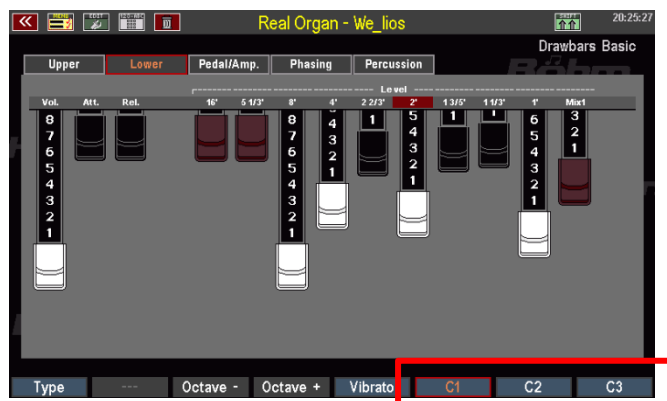 MENU EDIT 123·ABC SHIFT
Real Organ - We_lios
20:25:27
Drawbars Basic
Upper Lower Pedal/Amp. Phasing Percussion
Level
Vol. Att. Rel. 16' 5 1/3' 8' 4' 2 2/3' 2' 1 3/5' 1 1/3' 1' Mix1
8 8 4 1 5 1 1 6 3
7 7 3 4 5 2
6 6 2 3 4 1
5 5 1 2 3
4 4 1 2
3 3 1
2 2
1 1
Böhm
Type --- Octave - Octave + Vibrato C1 C2 C3